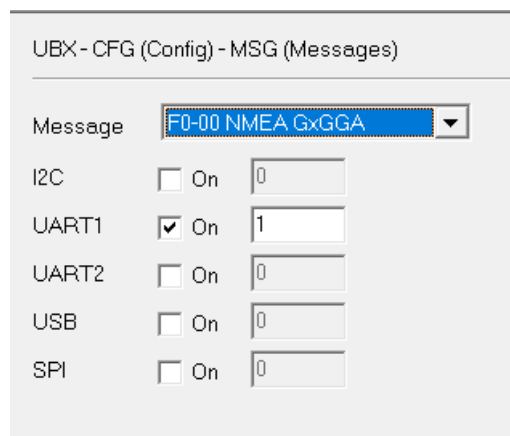 UBX - CFG (Config) - MSG (Messages)
Message F0-00 NMEA GxGGA
I2C On 0
UART1 On 1
UART2 On 0
USB On 0
SPI On 0